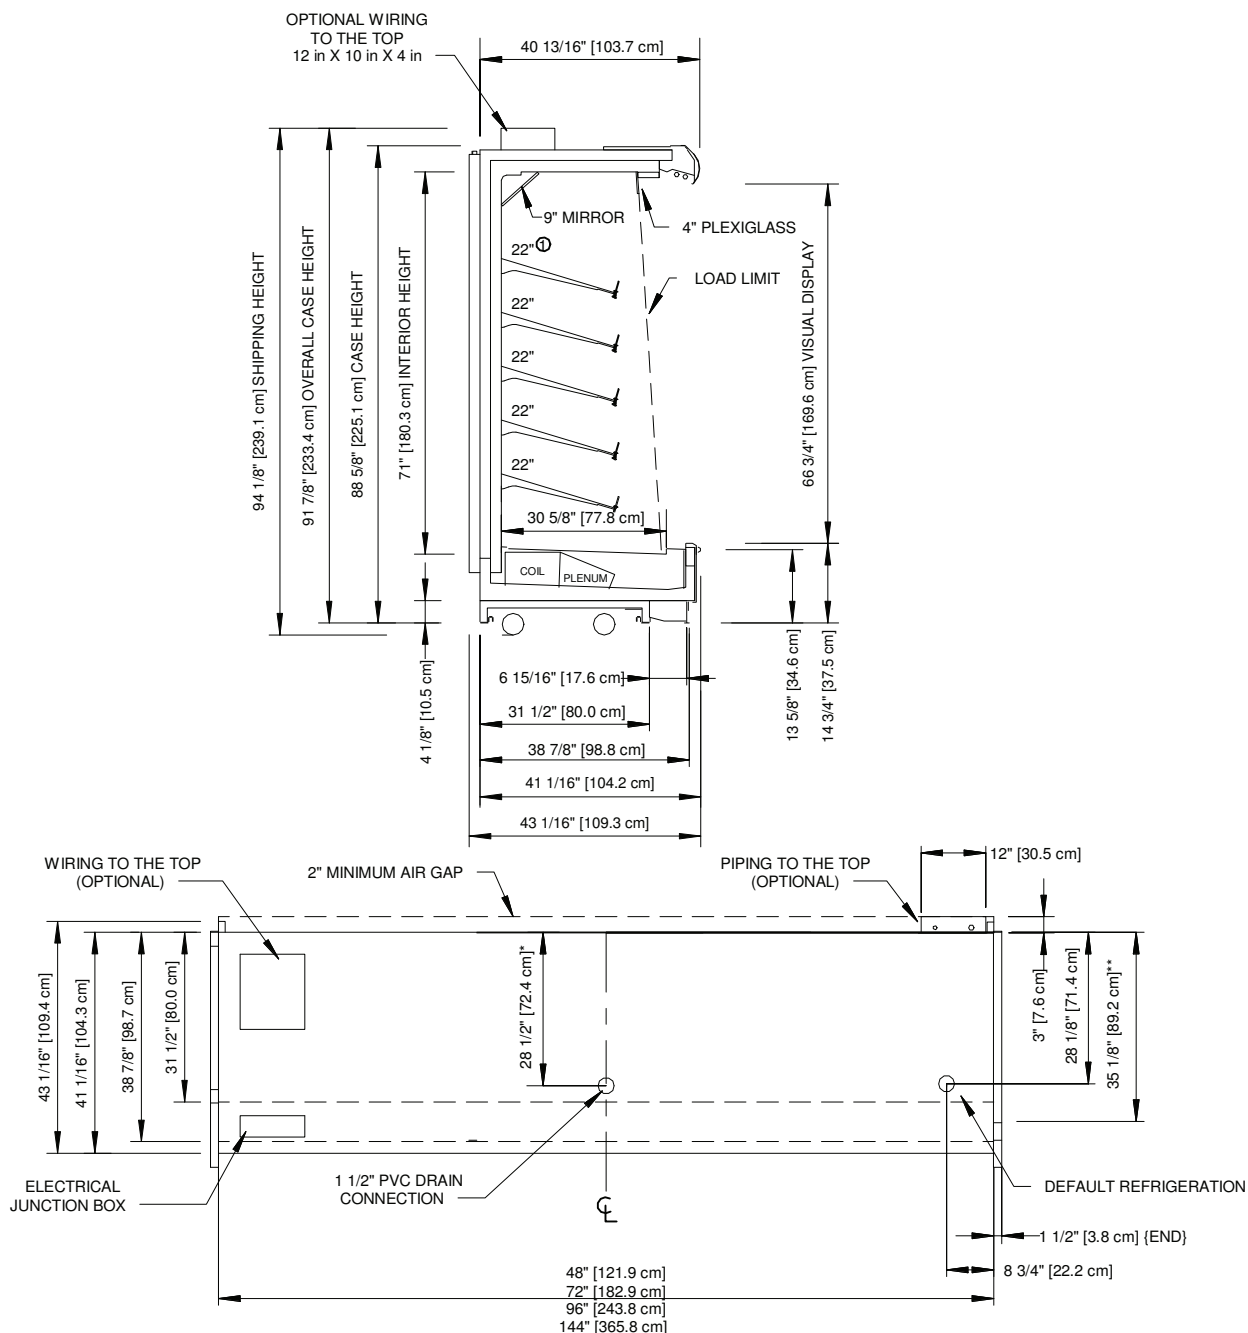 OPTIONAL WIRING
TO THE TOP
12 in X 10 in X 4 in
40 13/16" [103.7 cm]
9" MIRROR
4" PLEXIGLASS
22" 1
LOAD LIMIT
22"
22"
22"
22"
94 1/8" [239.1 cm] SHIPPING HEIGHT
91 7/8" [233.4 cm] OVERALL CASE HEIGHT
88 5/8" [225.1 cm] CASE HEIGHT
71" [180.3 cm] INTERIOR HEIGHT
66 3/4" [169.6 cm] VISUAL DISPLAY
30 5/8" [77.8 cm]
COIL
PLENUM
4 1/8" [10.5 cm]
13 5/8" [34.6 cm]
14 3/4" [37.5 cm]
6 15/16" [17.6 cm]
31 1/2" [80.0 cm]
38 7/8" [98.8 cm]
41 1/16" [104.2 cm]
43 1/16" [109.3 cm]
WIRING TO THE TOP
(OPTIONAL)
2" MINIMUM AIR GAP
PIPING TO THE TOP
(OPTIONAL)
12" [30.5 cm]
43 1/16" [109.4 cm]
41 1/16" [104.3 cm]
38 7/8" [98.7 cm]
31 1/2" [80.0 cm]
28 1/2" [72.4 cm]*
3" [7.6 cm]
28 1/8" [71.4 cm]
35 1/8" [89.2 cm]**
ELECTRICAL
JUNCTION BOX
1 1/2" PVC DRAIN
CONNECTION
CL
DEFAULT REFRIGERATION
1 1/2" [3.8 cm] {END}
8 3/4" [22.2 cm]
48" [121.9 cm]
72" [182.9 cm]
96" [243.8 cm]
144" [365.8 cm]